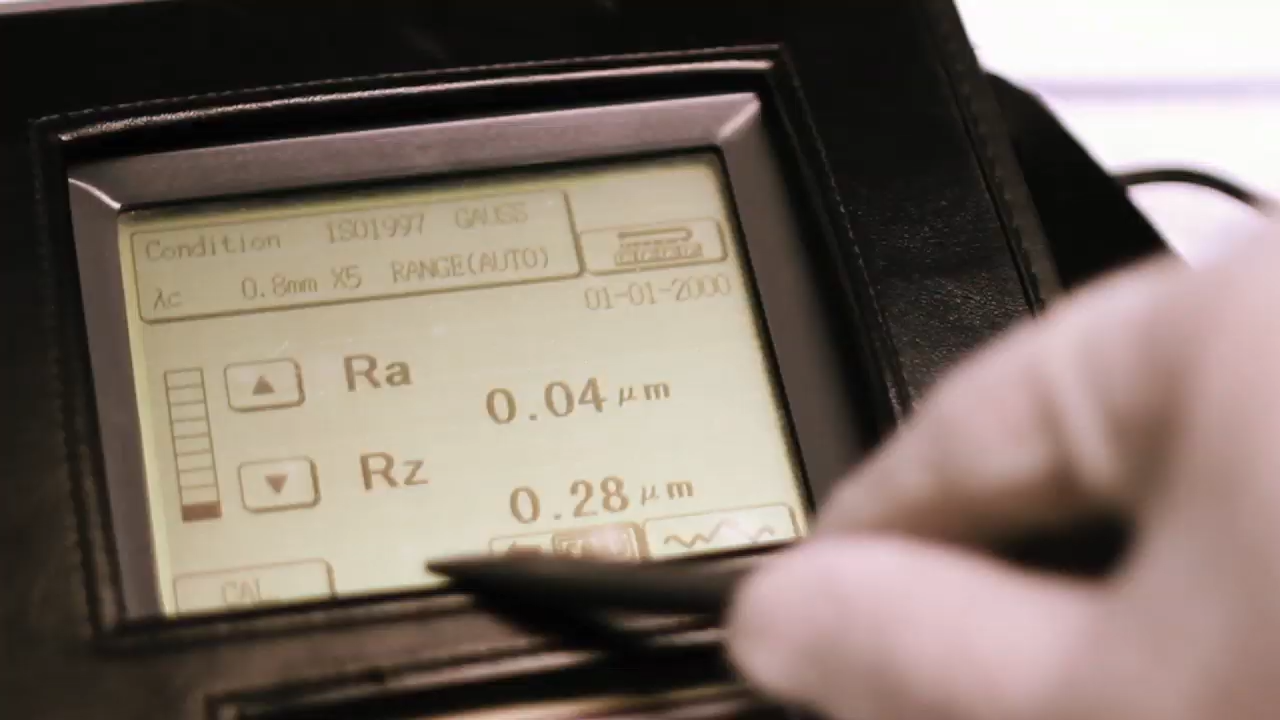 Condition ISO1997 GAUSS
λc 0.8mm X5 RANGE(AUTO)
01-01-2000
Ra 0.04 μm
Rz 0.28 μm
CAL